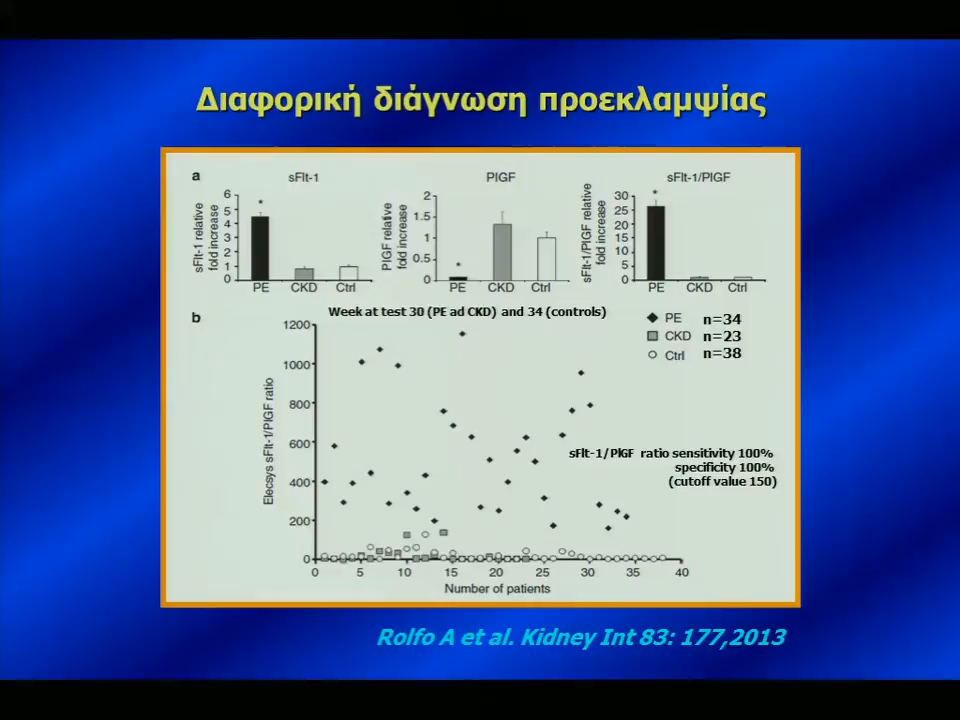 Διαφορική διάγνωση προεκλαμψίας
a
sFlt-1
PlGF
sFlt-1/PlGF
sFlt-1 relative
fold increase
6
5
4
3
2
1
0
PE CKD Ctrl
*
PlGF relative
fold increase
2
1.5
1
0.5
0
PE CKD Ctrl
*
sFlt-1/PlGF relative
fold increase
30
25
20
15
10
5
0
PE CKD Ctrl
*
b
Week at test 30 (PE ad CKD) and 34 (controls)
PE n=34
CKD n=23
Ctrl n=38
Elecsys sFlt-1/PlGF ratio
1200
1000
800
600
400
200
0
sFlt-1/PlGF ratio sensitivity 100%
specificity 100%
(cutoff value 150)
0 5 10 15 20 25 30 35 40
Number of patients
Rolfo A et al. Kidney Int 83: 177,2013